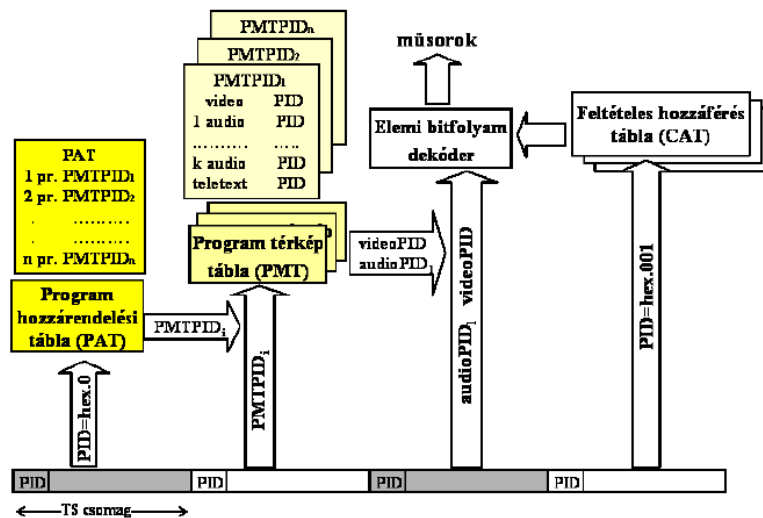 PMTPIDn
PMTPID2
PMTPID1
video PID
1 audio PID
.......... .....
k audio PID
teletext PID
műsorok
Elemi bitfolyam
dekóder
Feltételes hozzáférés
tábla (CAT)
PAT
1 pr. PMTPID1
2 pr. PMTPID2
. ..........
. ..........
n pr. PMTPIDn
Program térkép
tábla (PMT)
videoPID
audioPIDj
Program
hozzárendelési
tábla (PAT)
PMTPIDi
PID=hex.0
PMTPIDi
audioPIDj videoPID
PID=hex.001
PID
PID
PID
PID
TS csomag